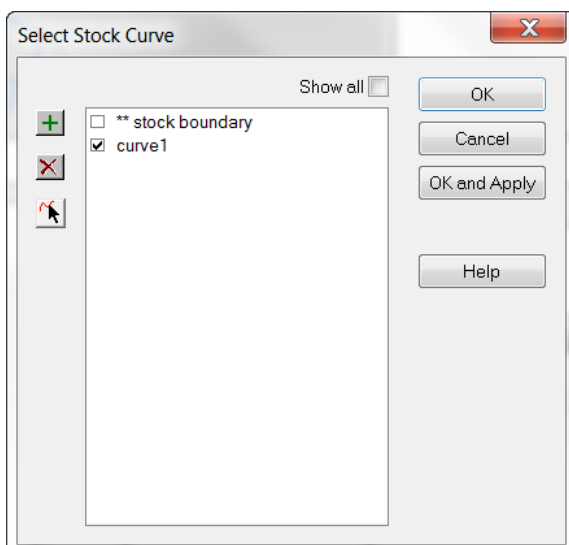 Select Stock Curve
Show all
** stock boundary
curve1
OK
Cancel
OK and Apply
Help